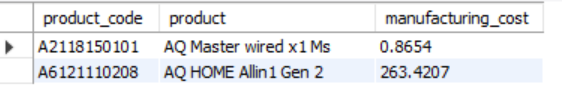 product_code product manufacturing_cost
A2118150101 AQ Master wired x1 Ms 0.8654
A6121110208 AQ HOME Allin1 Gen 2 263.4207